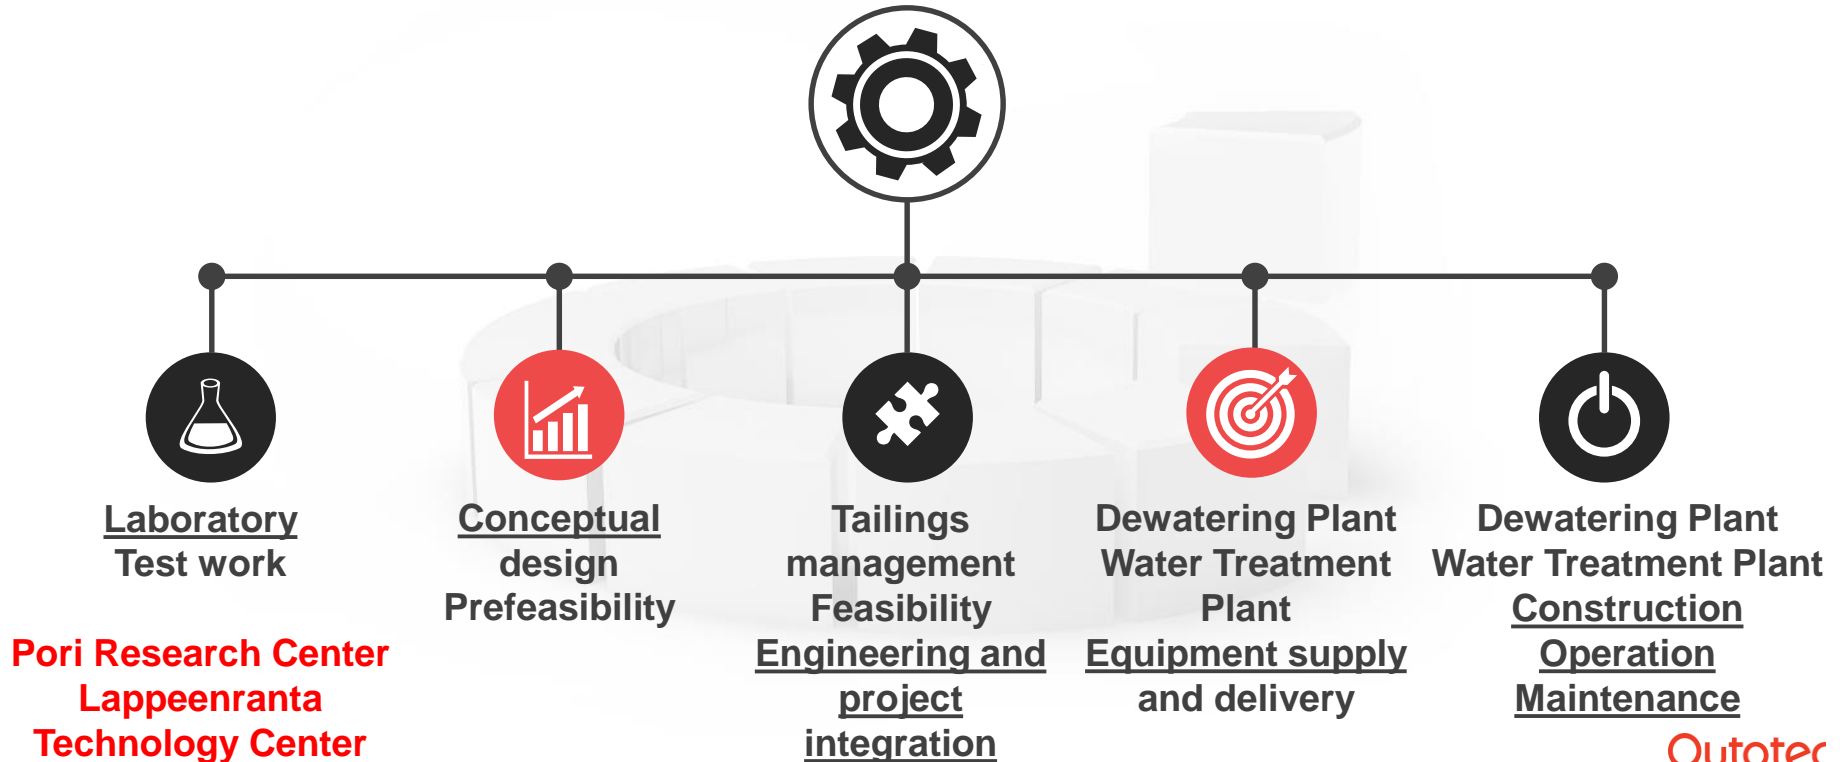 Laboratory
Test work
Pori Research Center
Lappeenranta
Technology Center
Conceptual
design
Prefeasibility
Tailings
management
Feasibility
Engineering and
project
integration
Dewatering Plant
Water Treatment
Plant
Equipment supply
and delivery
Dewatering Plant
Water Treatment Plant
Construction
Operation
Maintenance
Outotec